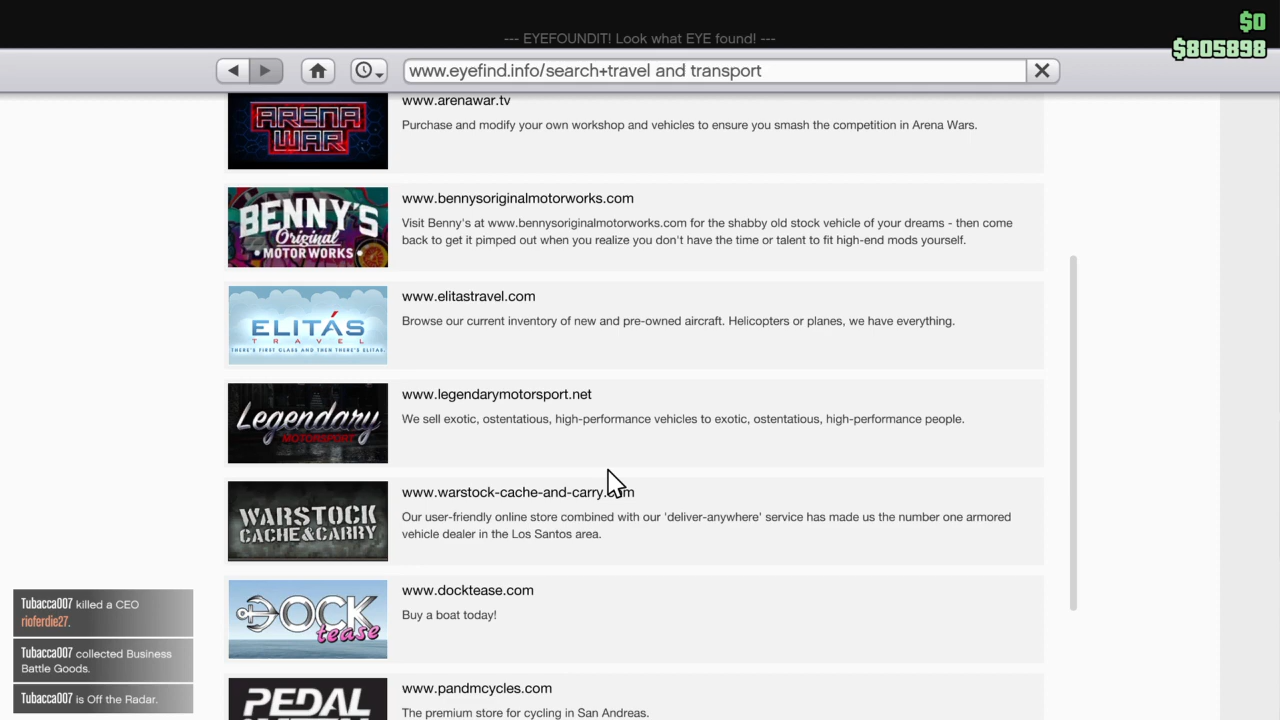 $0
--- EYEFOUNDIT! Look what EYE found! ---
$805898
www.eyefind.info/search+travel and transport
ARENA
WAR
www.arenawar.tv
Purchase and modify your own workshop and vehicles to ensure you smash the competition in Arena Wars.
BENNY'S
Original
MOTOR WORKS
www.bennysoriginalmotorworks.com
Visit Benny's at www.bennysoriginalmotorworks.com for the shabby old stock vehicle of your dreams - then come
back to get it pimped out when you realize you don't have the time or talent to fit high-end mods yourself.
ELITÁS
TRAVEL
THERE'S FIRST CLASS AND THEN THERE'S ELITAS.
www.elitastravel.com
Browse our current inventory of new and pre-owned aircraft. Helicopters or planes, we have everything.
Legendary
MOTORSPORT
www.legendarymotorsport.net
We sell exotic, ostentatious, high-performance vehicles to exotic, ostentatious, high-performance people.
WARSTOCK
CACHE&CARRY
www.warstock-cache-and-carry.com
Our user-friendly online store combined with our 'deliver-anywhere' service has made us the number one armored
vehicle dealer in the Los Santos area.
DOCK
tease
www.docktease.com
Buy a boat today!
PEDAL
www.pandmcycles.com
The premium store for cycling in San Andreas.
Tubacca007 killed a CEO
rioferdie27.
Tubacca007 collected Business
Battle Goods.
Tubacca007 is Off the Radar.